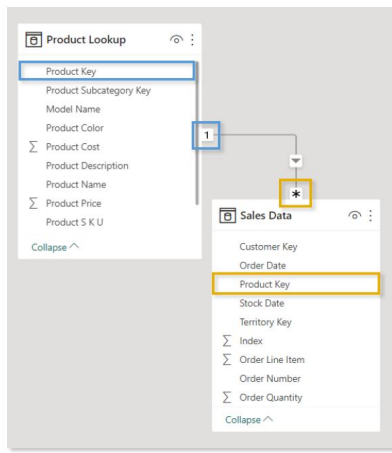 Product Lookup
Product Key
Product Subcategory Key
Model Name
Product Color
∑ Product Cost
Product Description
Product Name
∑ Product Price
Product S K U
Collapse
1
*
Sales Data
Customer Key
Order Date
Product Key
Stock Date
Territory Key
∑ Index
∑ Order Line Item
Order Number
∑ Order Quantity
Collapse